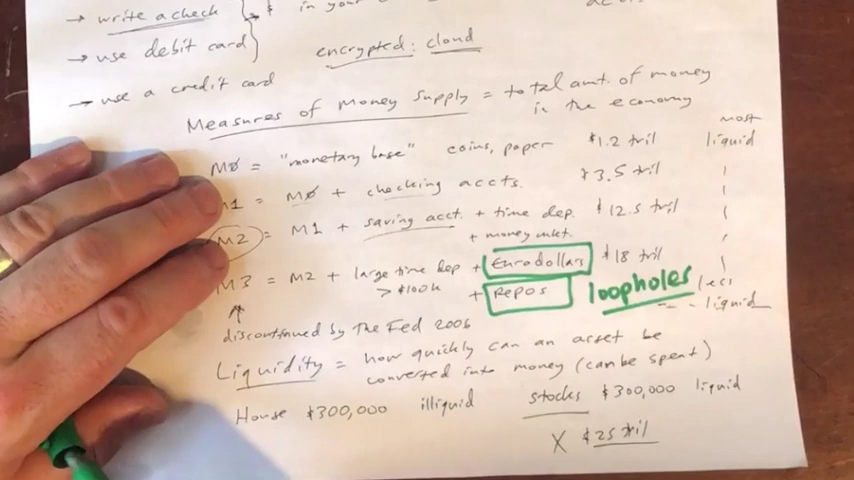 → write a check
$ in your
→ use debit card
encrypted: cloud
→ use a credit card
Measures of Money Supply = total amt. of money
in the economy
most
liquid
MØ = "monetary base" coins, paper $1.2 tril
M1 = MØ + checking accts. $3.5 tril
M2 = M1 + saving acct. + time dep. $12.5 tril
+ money mkt.
M3 = M2 + large time dep + Eurodollars $18 tril
> $100k + Repos loopholes less
liquid
discontinued by The Fed 2006
Liquidity = how quickly can an asset be
converted into money (can be spent)
House $300,000 illiquid stocks $300,000 liquid
X $25 tril